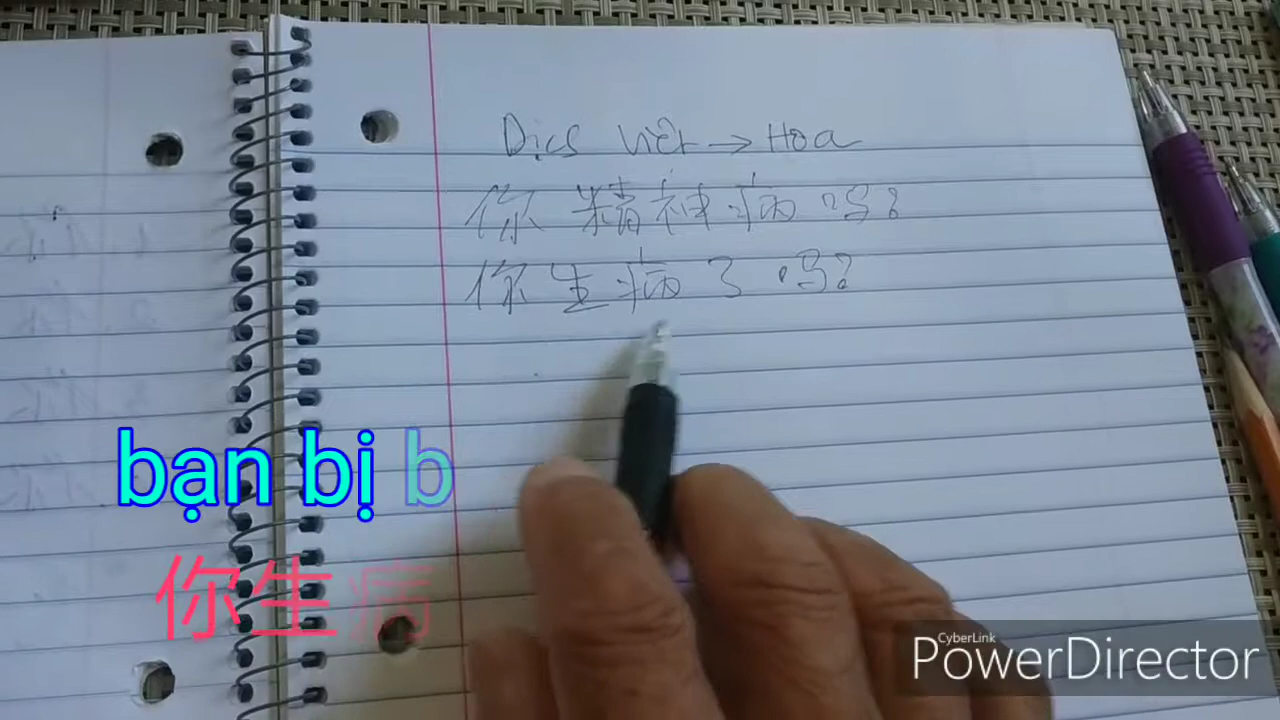 Dịch Việt → Hoa
你精神病吗?
你生病了吗?
bạn bị b
你生病
CyberLink
PowerDirector